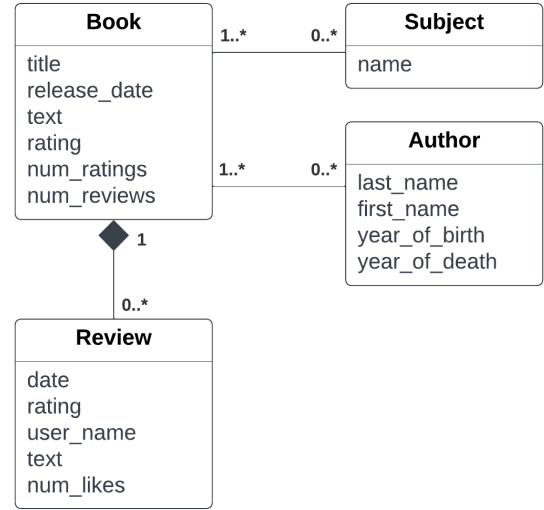 Book
title
release_date
text
rating
num_ratings
num_reviews
1..* 0..*
Subject
name
1..* 0..*
Author
last_name
first_name
year_of_birth
year_of_death
1
0..*
Review
date
rating
user_name
text
num_likes